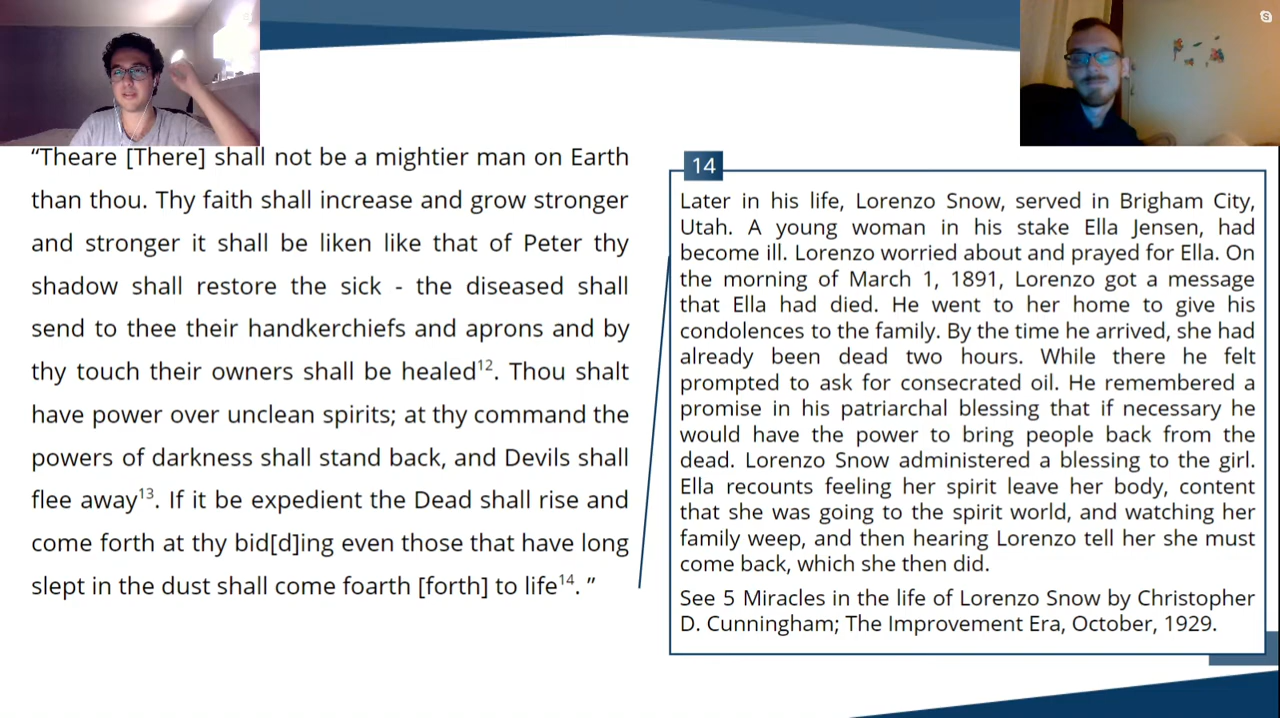 “Theare [There] shall not be a mightier man on Earth
than thou. Thy faith shall increase and grow stronger
and stronger it shall be liken like that of Peter thy
shadow shall restore the sick - the diseased shall
send to thee their handkerchiefs and aprons and by
thy touch their owners shall be healed¹². Thou shalt
have power over unclean spirits; at thy command the
powers of darkness shall stand back, and Devils shall
flee away¹³. If it be expedient the Dead shall rise and
come forth at thy bid[d]ing even those that have long
slept in the dust shall come foarth [forth] to life¹⁴. ”
14
Later in his life, Lorenzo Snow, served in Brigham City,
Utah. A young woman in his stake Ella Jensen, had
become ill. Lorenzo worried about and prayed for Ella. On
the morning of March 1, 1891, Lorenzo got a message
that Ella had died. He went to her home to give his
condolences to the family. By the time he arrived, she had
already been dead two hours. While there he felt
prompted to ask for consecrated oil. He remembered a
promise in his patriarchal blessing that if necessary he
would have the power to bring people back from the
dead. Lorenzo Snow administered a blessing to the girl.
Ella recounts feeling her spirit leave her body, content
that she was going to the spirit world, and watching her
family weep, and then hearing Lorenzo tell her she must
come back, which she then did.
See 5 Miracles in the life of Lorenzo Snow by Christopher
D. Cunningham; The Improvement Era, October, 1929.